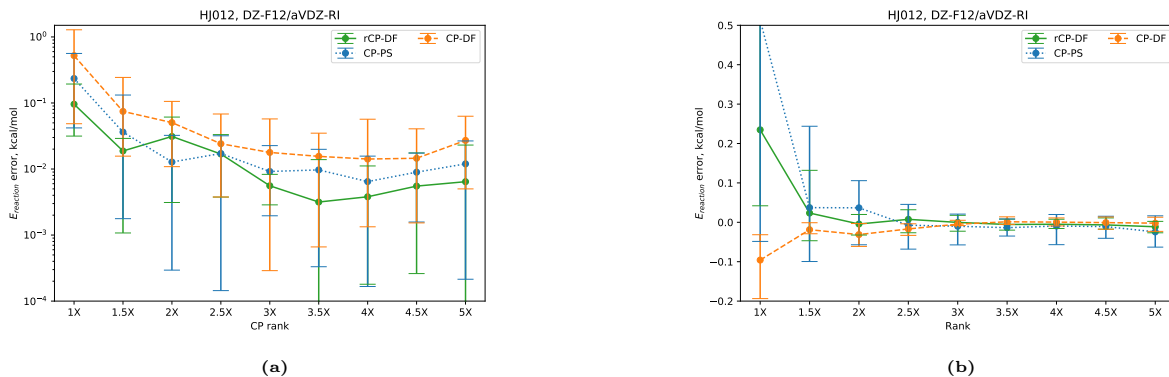 HJ012, DZ-F12/aVDZ-RI
rCP-DF
CP-PS
CP-DF
E_reaction error, kcal/mol
10⁰
10⁻¹
10⁻²
10⁻³
10⁻⁴
1X 1.5X 2X 2.5X 3X 3.5X 4X 4.5X 5X
CP rank
(a)
HJ012, DZ-F12/aVDZ-RI
rCP-DF
CP-PS
CP-DF
E_reaction error, kcal/mol
0.5
0.4
0.3
0.2
0.1
0.0
−0.1
−0.2
1X 1.5X 2X 2.5X 3X 3.5X 4X 4.5X 5X
Rank
(b)